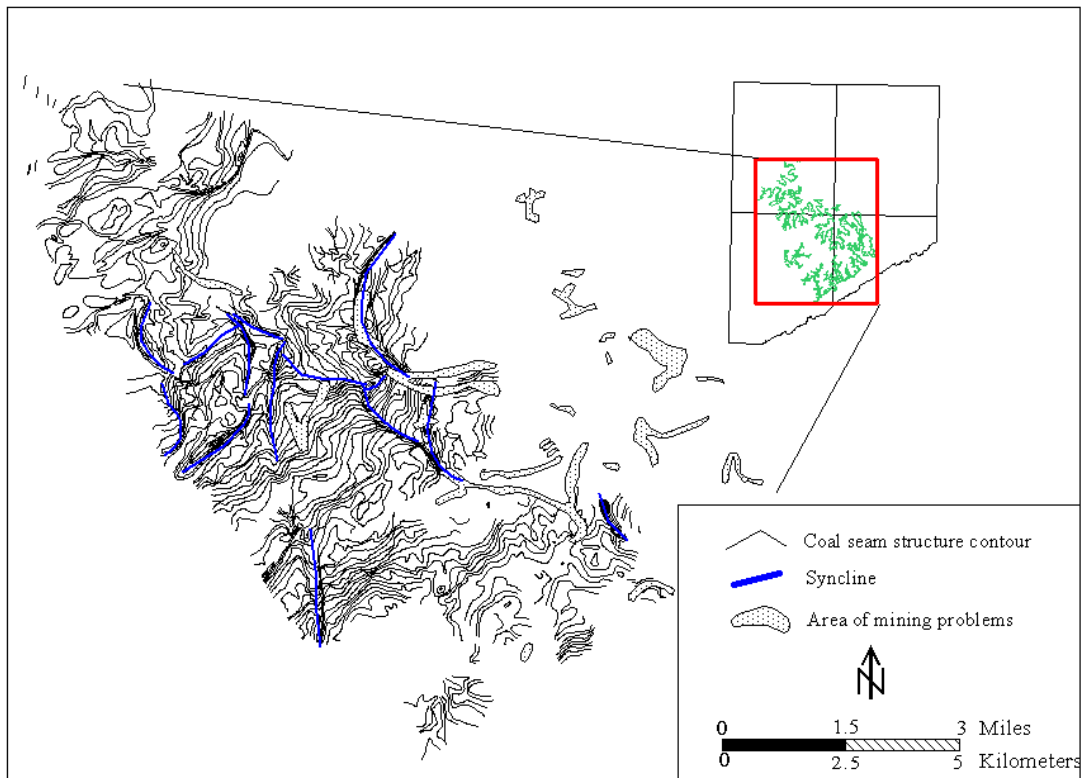 Coal seam structure contour
Syncline
Area of mining problems
N
0 1.5 3 Miles
0 2.5 5 Kilometers